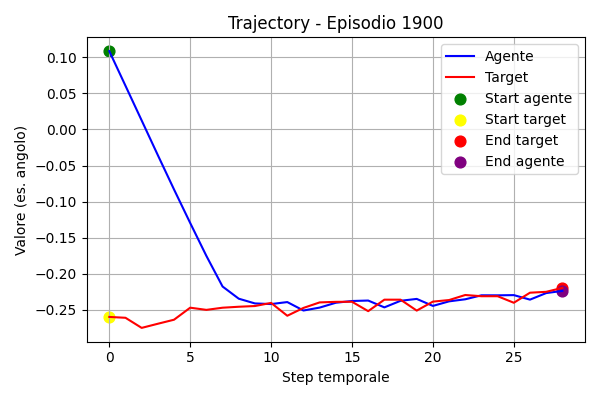 Trajectory - Episodio 1900
Valore (es. angolo)
0.10
0.05
0.00
−0.05
−0.10
−0.15
−0.20
−0.25
Agente
Target
Start agente
Start target
End target
End agente
0 5 10 15 20 25
Step temporale